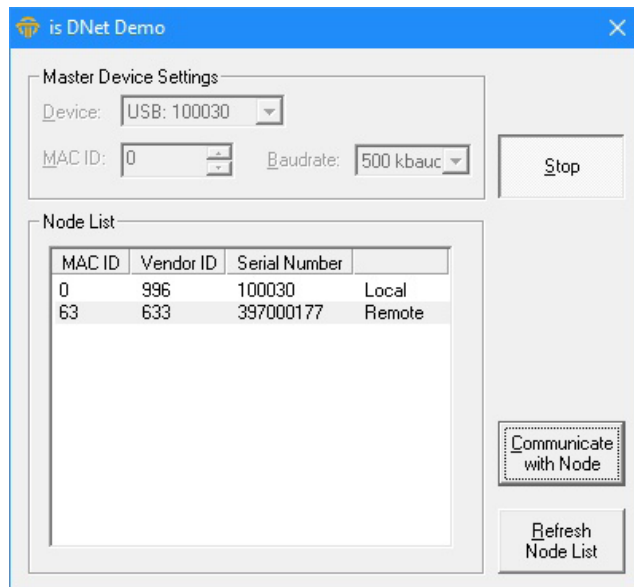 is DNet Demo
Master Device Settings
Device: USB: 100030
MAC ID: 0 Baudrate: 500 kbauc
Stop
Node List
MAC ID Vendor ID Serial Number
0 996 100030 Local
63 633 397000177 Remote
Communicate
with Node
Refresh
Node List